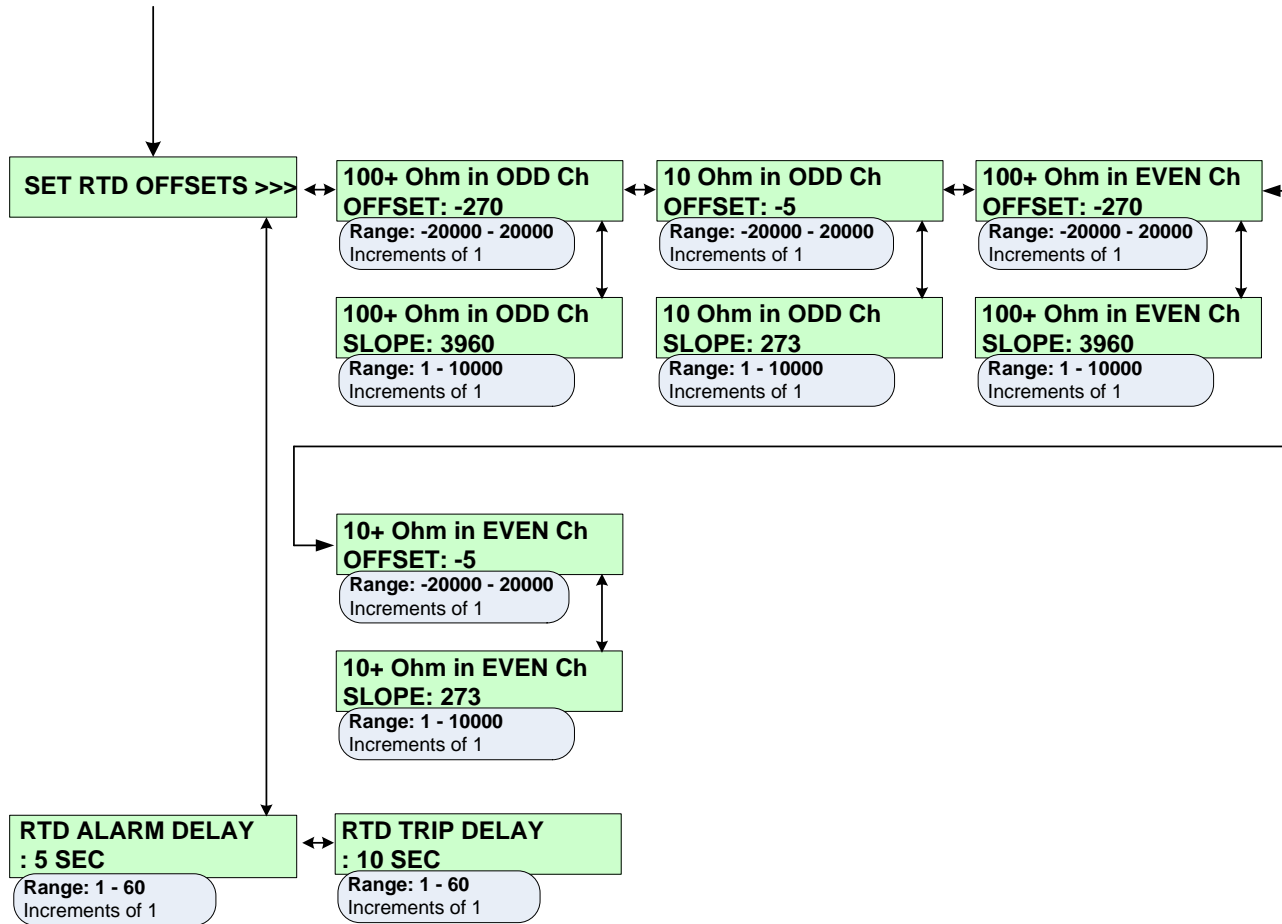 SET RTD OFFSETS >>>
100+ Ohm in ODD Ch
OFFSET: -270
Range: -20000 - 20000
Increments of 1
100+ Ohm in ODD Ch
SLOPE: 3960
Range: 1 - 10000
Increments of 1
10 Ohm in ODD Ch
OFFSET: -5
Range: -20000 - 20000
Increments of 1
10 Ohm in ODD Ch
SLOPE: 273
Range: 1 - 10000
Increments of 1
100+ Ohm in EVEN Ch
OFFSET: -270
Range: -20000 - 20000
Increments of 1
100+ Ohm in EVEN Ch
SLOPE: 3960
Range: 1 - 10000
Increments of 1
10+ Ohm in EVEN Ch
OFFSET: -5
Range: -20000 - 20000
Increments of 1
10+ Ohm in EVEN Ch
SLOPE: 273
Range: 1 - 10000
Increments of 1
RTD ALARM DELAY
: 5 SEC
Range: 1 - 60
Increments of 1
RTD TRIP DELAY
: 10 SEC
Range: 1 - 60
Increments of 1